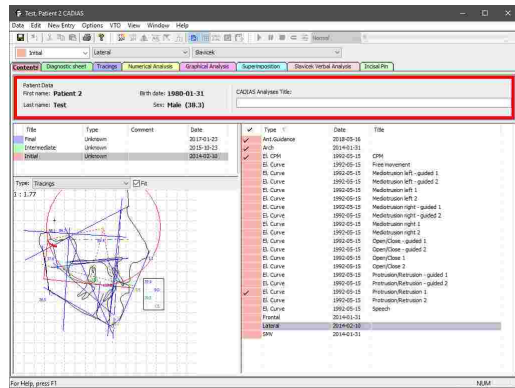 Test, Patient 2 CADIAS
Data Edit New Entry Options VTO View Window Help
Normal
Initial Lateral Slavicek
Contents Diagnostic sheet Tracings Numerical Analysis Graphical Analysis Superimposition Slavicek Verbal Analysis Incisal Pin
Patient Data
First name: Patient 2 Birth date: 1980-01-31 CADIAS Analyses Title:
Last name: Test Sex: Male (38.3)
Title Type Comment Date
Final Unknown 2017-01-23
Intermediate Unknown 2015-10-23
Initial Unknown 2014-02-10
Type: Tracings Fit
1 : 1.77
Type Date Title
Ant.Guidance 2018-05-16
Arch 2014-01-31
El. CPM 1992-05-15 CPM
El. Curve 1992-05-15 Free movement
El. Curve 1992-05-15 Mediotrusion left - guided 1
El. Curve 1992-05-15 Mediotrusion left - guided 2
El. Curve 1992-05-15 Mediotrusion left 1
El. Curve 1992-05-15 Mediotrusion left 2
El. Curve 1992-05-15 Mediotrusion right - guided 1
El. Curve 1992-05-15 Mediotrusion right - guided 2
El. Curve 1992-05-15 Mediotrusion right 1
El. Curve 1992-05-15 Mediotrusion right 2
El. Curve 1992-05-15 Open/Close - guided 1
El. Curve 1992-05-15 Open/Close - guided 2
El. Curve 1992-05-15 Open/Close 1
El. Curve 1992-05-15 Open/Close 2
El. Curve 1992-05-15 Protrusion/Retrusion - guided 1
El. Curve 1992-05-15 Protrusion/Retrusion - guided 2
El. Curve 1992-05-15 Protrusion/Retrusion 1
El. Curve 1992-05-15 Protrusion/Retrusion 2
El. Curve 1992-05-15 Speech
Frontal 2014-01-31
Lateral 2014-02-10
SMV 2014-01-31
For Help, press F1 NUM